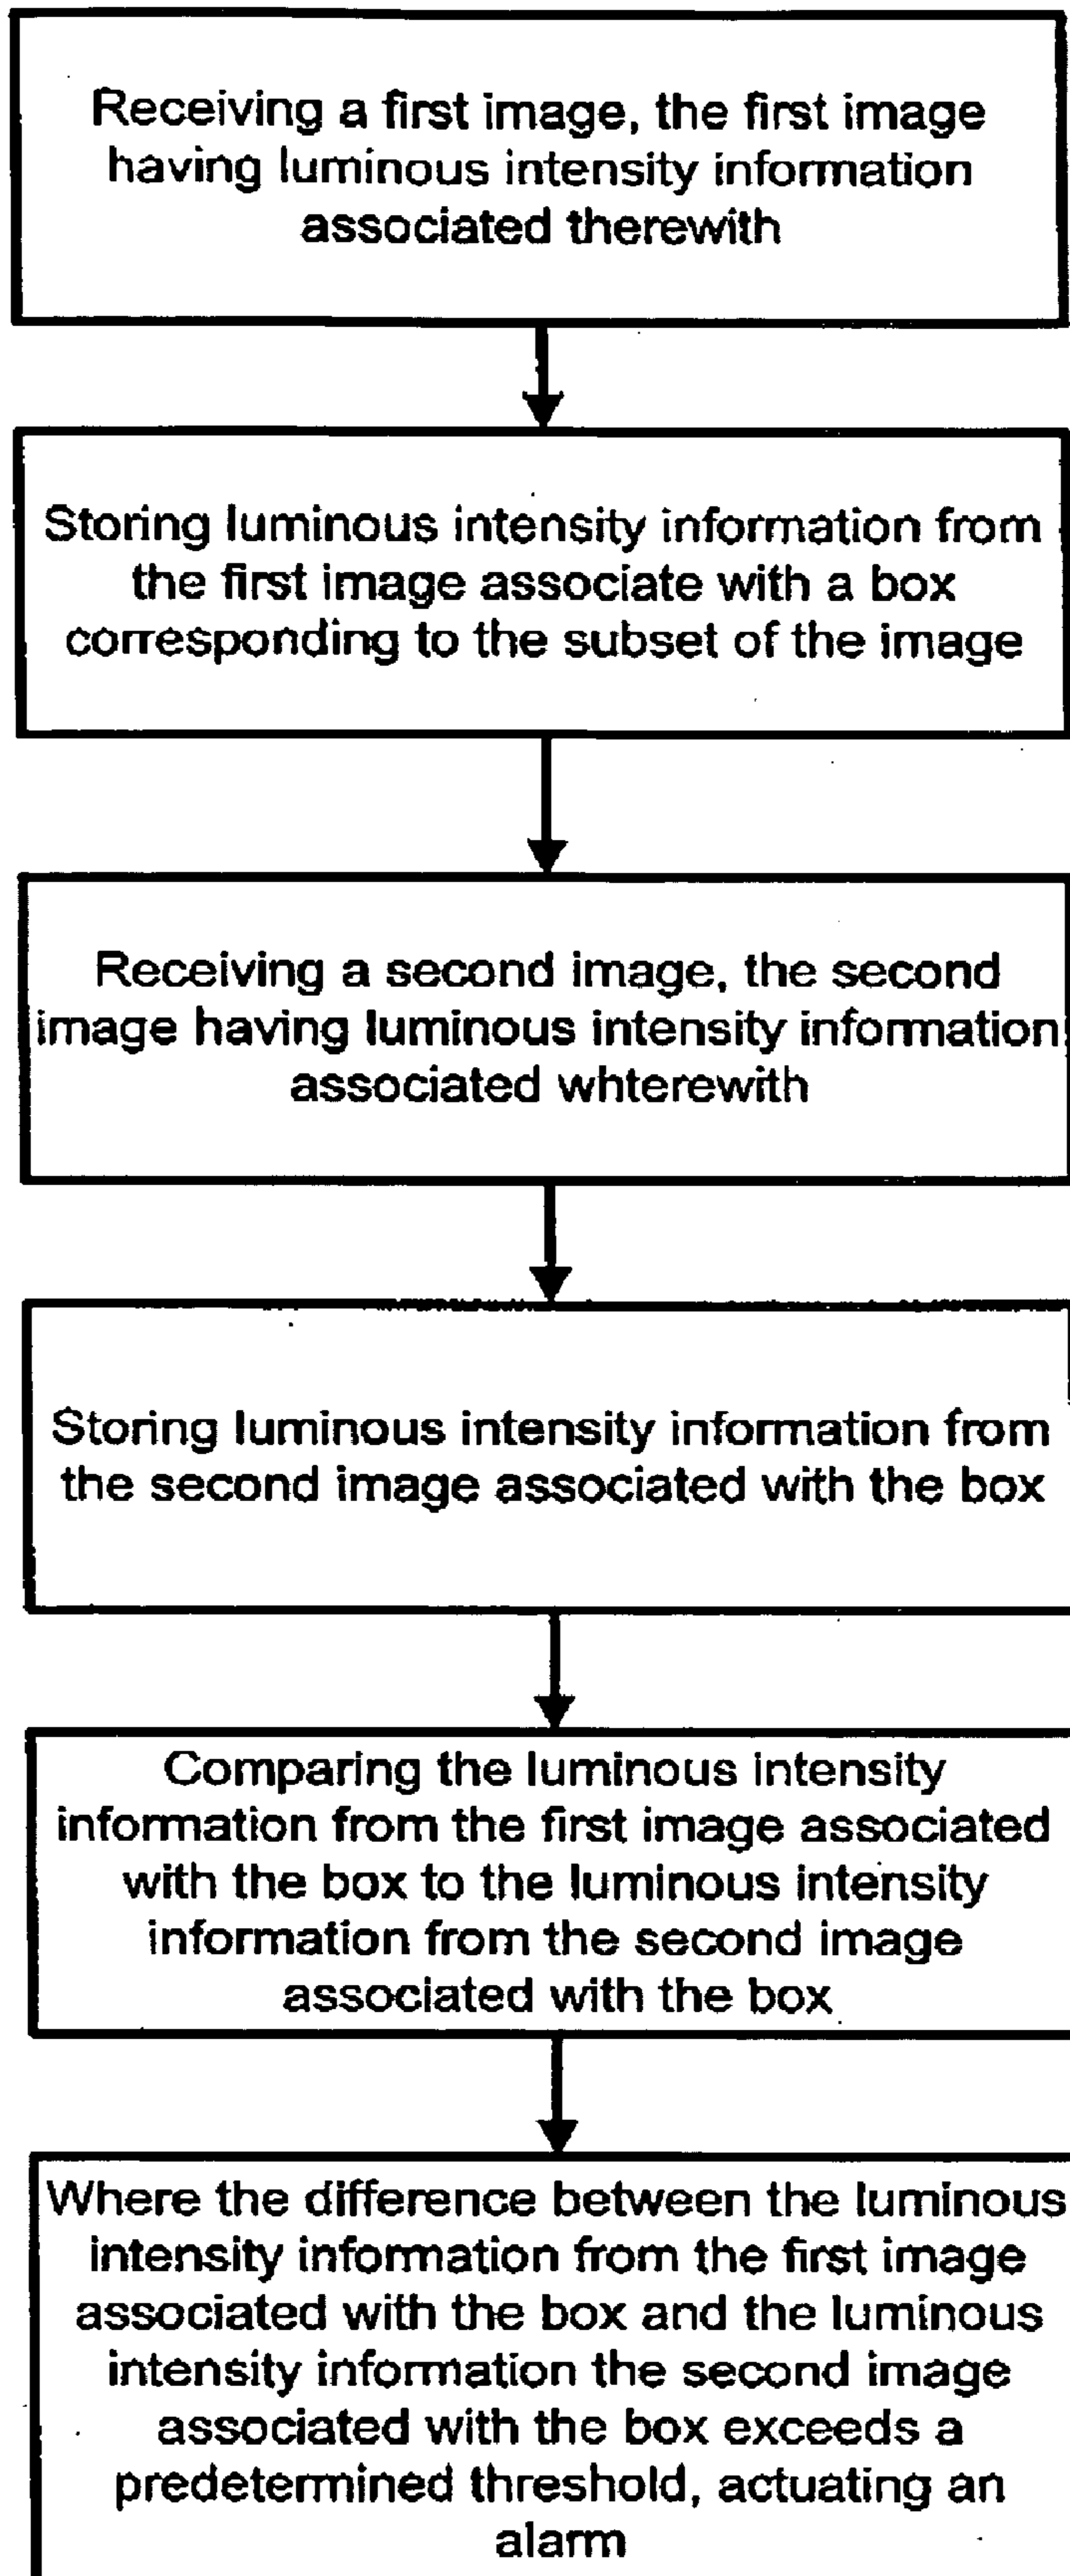 Receiving a first image, the first image
having luminous intensity information
associated therewith
Storing luminous intensity information from
the first image associate with a box
corresponding to the subset of the image
Receiving a second image, the second
image having luminous intensity information
associated whterewith
Storing luminous intensity information from
the second image associated with the box
Comparing the luminous intensity
information from the first image associated
with the box to the luminous intensity
information from the second image
associated with the box
Where the difference between the luminous
intensity information from the first image
associated with the box and the luminous
intensity information the second image
associated with the box exceeds a
predetermined threshold, actuating an
alarm